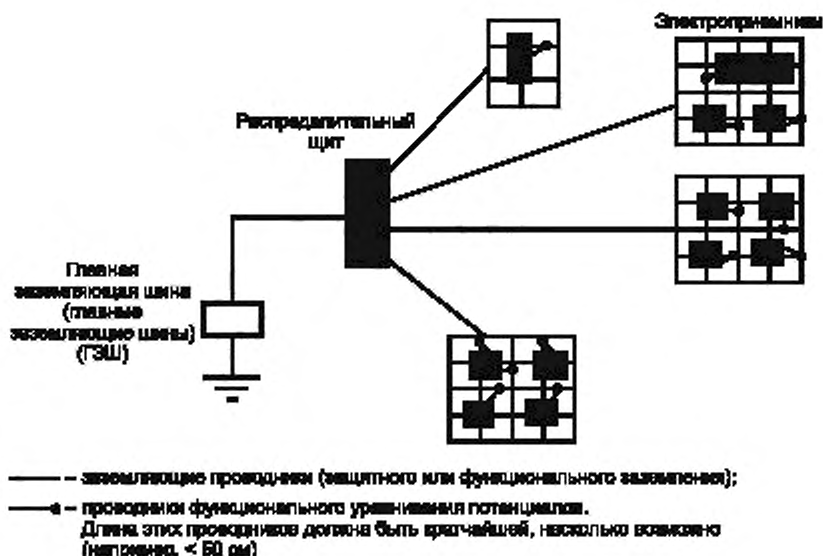 Электроприемники
Распределительный
щит
Главная
заземляющая шина
(главные
заземляющие шины)
(ГЗШ)
— заземляющие проводники (защитного или функционального заземления);
— проводники функционального уравнивания потенциалов.
Длина этих проводников должна быть кратчайшей, насколько возможно
(например, < 50 см)